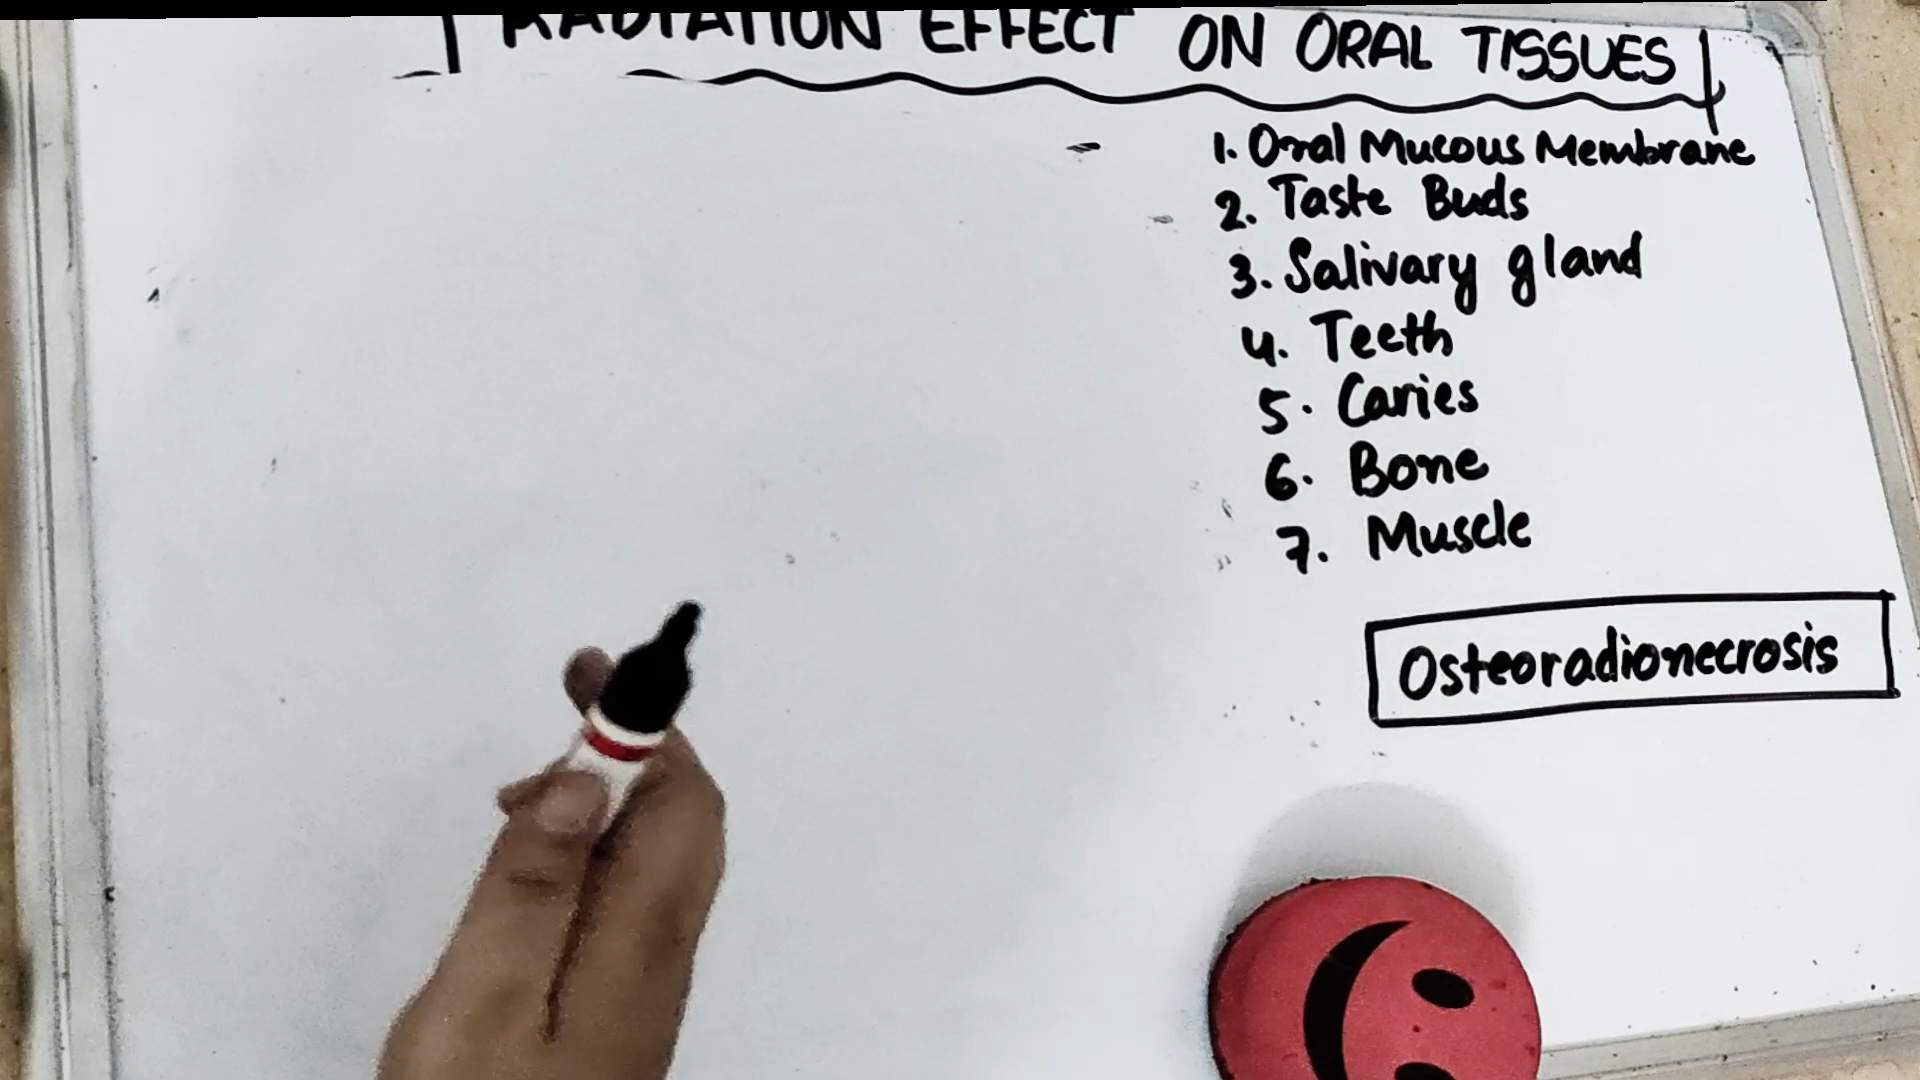 RADIATION EFFECT ON ORAL TISSUES
1. Oral Mucous Membrane
2. Taste Buds
3. Salivary gland
4. Teeth
5. Caries
6. Bone
7. Muscle
Osteoradionecrosis